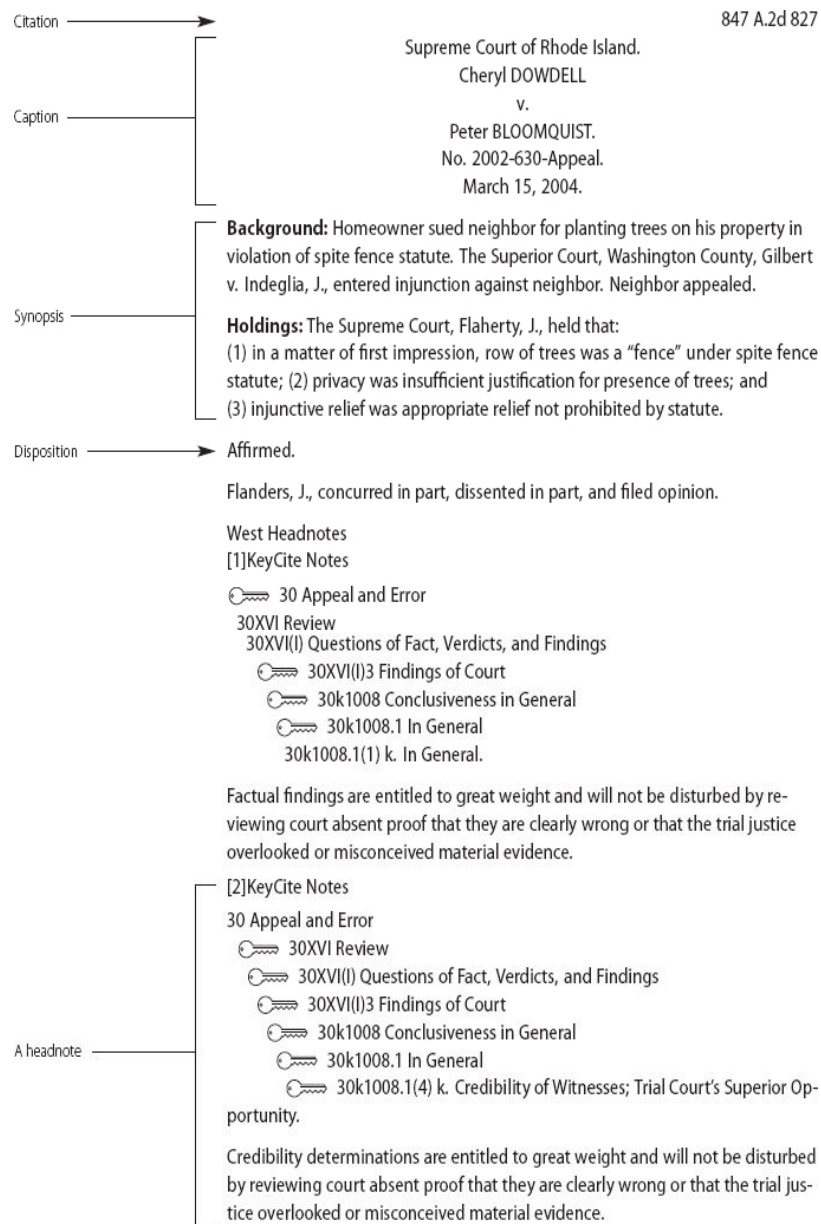 Citation
847 A.2d 827
Supreme Court of Rhode Island.
Cheryl DOWDELL
v.
Caption
Peter BLOOMQUIST.
No. 2002-630-Appeal.
March 15, 2004.
Background: Homeowner sued neighbor for planting trees on his property in
violation of spite fence statute. The Superior Court, Washington County, Gilbert
v. Indeglia, J., entered injunction against neighbor. Neighbor appealed.
Synopsis
Holdings: The Supreme Court, Flaherty, J., held that:
(1) in a matter of first impression, row of trees was a “fence” under spite fence
statute; (2) privacy was insufficient justification for presence of trees; and
(3) injunctive relief was appropriate relief not prohibited by statute.
Disposition
Affirmed.
Flanders, J., concurred in part, dissented in part, and filed opinion.
West Headnotes
[1]KeyCite Notes
30 Appeal and Error
30XVI Review
30XVI(I) Questions of Fact, Verdicts, and Findings
30XVI(I)3 Findings of Court
30k1008 Conclusiveness in General
30k1008.1 In General
30k1008.1(1) k. In General.
Factual findings are entitled to great weight and will not be disturbed by re-
viewing court absent proof that they are clearly wrong or that the trial justice
overlooked or misconceived material evidence.
[2]KeyCite Notes
30 Appeal and Error
30XVI Review
30XVI(I) Questions of Fact, Verdicts, and Findings
30XVI(I)3 Findings of Court
30k1008 Conclusiveness in General
A headnote
30k1008.1 In General
30k1008.1(4) k. Credibility of Witnesses; Trial Court’s Superior Op-
portunity.
Credibility determinations are entitled to great weight and will not be disturbed
by reviewing court absent proof that they are clearly wrong or that the trial jus-
tice overlooked or misconceived material evidence.